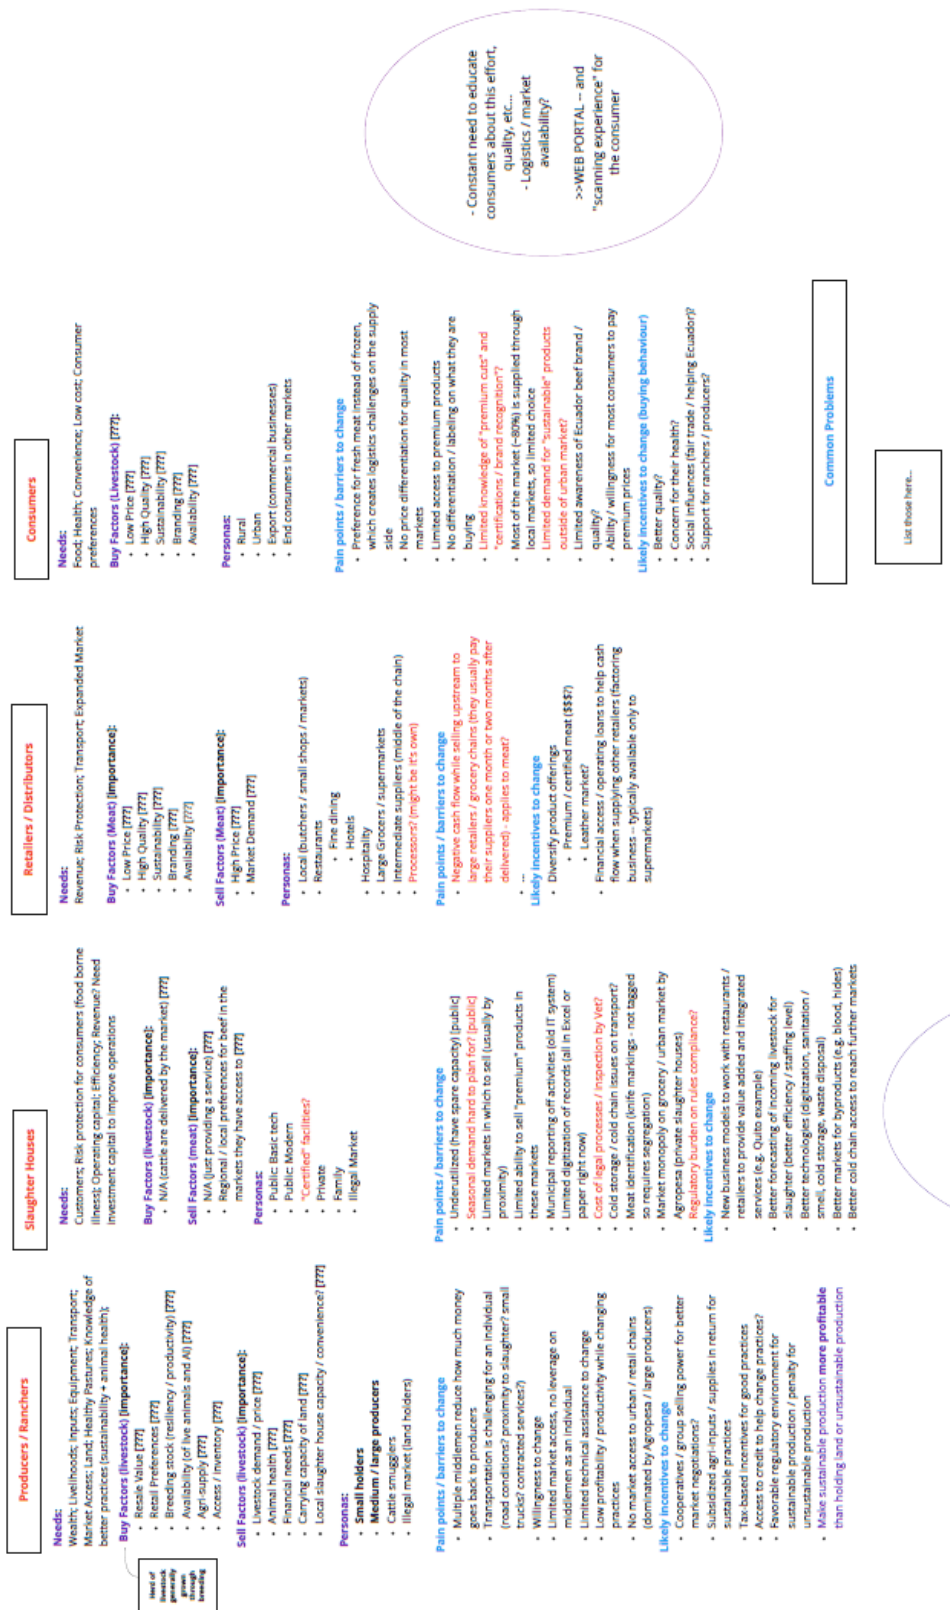 Producers / Ranchers
Needs:
Wealth; Livelihoods; Inputs; Equipment; Transport;
Market Access; Land; Healthy Pastures; Knowledge of
better practices (sustainability + animal health);
Buy Factors (livestock) [importance]:
• Resale Value [???]
• Retail Preferences [???]
• Breeding stock (resiliency / productivity) [???]
• Availability (of live animals and AI) [???]
• Agri-supply [???]
• Access / inventory [???]
Herd of
livestock
generally
grown
through
breeding
Sell Factors (livestock) [importance]:
• Livestock demand / price [???]
• Animal health [???]
• Financial needs [???]
• Carrying capacity of land [???]
• Local slaughter house capacity / convenience? [???]
Personas:
• Small holders
• Medium / large producers
• Cattle smugglers
• Illegal market (land holders)
Pain points / barriers to change
• Multiple middlemen reduce how much money
goes back to producers
• Transportation is challenging for an individual
(road conditions? proximity to slaughter? small
trucks? contracted services?)
• Willingness to change
• Limited market access, no leverage on
middlemen as an individual
• Limited technical assistance to change
• Low profitability / productivity while changing
practices
• No market access to urban / retail chains
(dominated by Agropesa / large producers)
Likely incentives to change
• Cooperatives / group selling power for better
market negotiations?
• Subsidized agri-inputs / supplies in return for
sustainable practices
• Tax-based incentives for good practices
• Access to credit to help change practices?
• Favorable regulatory environment for
sustainable production / penalty for
unsustainable production
• Make sustainable production more profitable
than holding land or unsustainable production
Slaughter Houses
Needs:
Customers; Risk protection for consumers (food borne
illness); Operating capital; Efficiency; Revenue? Need
investment capital to improve operations
Buy Factors (livestock) [importance]:
• N/A (cattle are delivered by the market) [???]
Sell Factors (meat) [importance]:
• N/A (just providing a service) [???]
• Regional / local preferences for beef in the
markets they have access to [???]
Personas:
• Public: Basic tech
• Public: Modern
• "Certified" facilities?
• Private
• Family
• Illegal Market
Pain points / barriers to change
• Underutilized (have spare capacity) [public]
• Seasonal demand hard to plan for? [public]
• Limited markets in which to sell (usually by
proximity)
• Limited ability to sell "premium" products in
these markets
• Municipal reporting off activities (old IT system)
• Limited digitization of records (all in Excel or
paper right now)
• Cost of legal processes / inspection by Vet?
• Cold storage / cold chain issues on transport?
• Meat identification (knife markings - not tagged
so requires segregation)
• Market monopoly on grocery / urban market by
Agropesa (private slaughter houses)
• Regulatory burden on rules compliance?
Likely incentives to change
• New business models to work with restaurants /
retailers to provide value added and integrated
services (e.g. Quito example)
• Better forecasting of incoming livestock for
slaughter (better efficiency / staffing level)
• Better technologies (digitization, sanitation /
smell, cold storage, waste disposal)
• Better markets for byproducts (e.g. blood, hides)
• Better cold chain access to reach further markets
Retailers / Distributors
Needs:
Revenue; Risk Protection; Transport; Expanded Market
Buy Factors (Meat) [importance]:
• Low Price [???]
• High Quality [???]
• Sustainability [???]
• Branding [???]
• Availability [???]
Sell Factors (Meat) [importance]:
• High Price [???]
• Market Demand [???]
Personas:
• Local (butchers / small shops / markets)
• Restaurants
• Fine dining
• Hotels
• Hospitality
• Large Grocers / supermarkets
• Intermediate suppliers (middle of the chain)
• Processors? (might be it's own)
Pain points / barriers to change
• Negative cash flow while selling upstream to
large retailers / grocery chains (they usually pay
their suppliers one month or two months after
delivered) - applies to meat?
• ...
Likely incentives to change
• Diversify product offerings
• Premium / certified meat ($$$?)
• Leather market?
• Financial access / operating loans to help cash
flow when supplying other retailers (factoring
business -- typically available only to
supermarkets)
Consumers
Needs:
Food; Health; Convenience; Low cost; Consumer
preferences
Buy Factors (Livestock) [???]:
• Low Price [???]
• High Quality [???]
• Sustainability [???]
• Branding [???]
• Availability [???]
Personas:
• Rural
• Urban
• Export (commercial businesses)
• End consumers in other markets
Pain points / barriers to change
• Preference for fresh meat instead of frozen,
which creates logistics challenges on the supply
side
• No price differentiation for quality in most
markets
• Limited access to premium products
• No differentiation / labeling on what they are
buying
• Limited knowledge of "premium cuts" and
"certifications / brand recognition"?
• Most of the market (~80%) is supplied through
local markets, so limited choice
• Limited demand for "sustainable" products
outside of urban market?
• Limited awareness of Ecuador beef brand /
quality?
• Ability / willingness for most consumers to pay
premium prices
Likely incentives to change (buying behaviour)
• Better quality?
• Concern for their health?
• Social influences (fair trade / helping Ecuador)?
• Support for ranchers / producers?
- Constant need to educate
consumers about this effort,
quality, etc...
- Logistics / market
availability?
>>WEB PORTAL -- and
"scanning experience" for
the consumer
Common Problems
List those here...